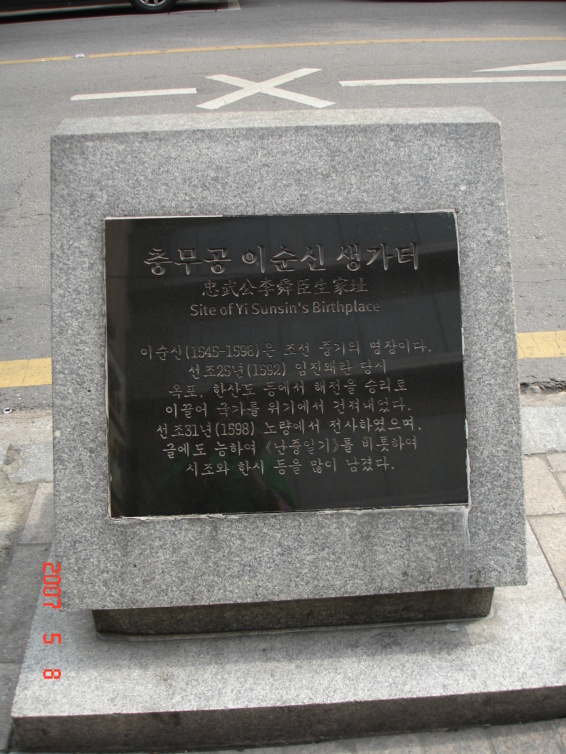 충무공 이순신 생가터
忠武公李舜臣生家址
Site of Yi Sunsin's Birthplace
이순신(1545-1598)은 조선 중기의 명장이다.
선조25년(1592) 임진왜란 당시
옥포, 한산도 등에서 해전을 승리로
이끌어 국가를 위기에서 건져내었다.
선조31년(1598) 노량에서 전사하였으며,
글에도 능하여 《난중일기》를 비롯하여
시조와 한시 등을 많이 남겼다.
2007 5 8